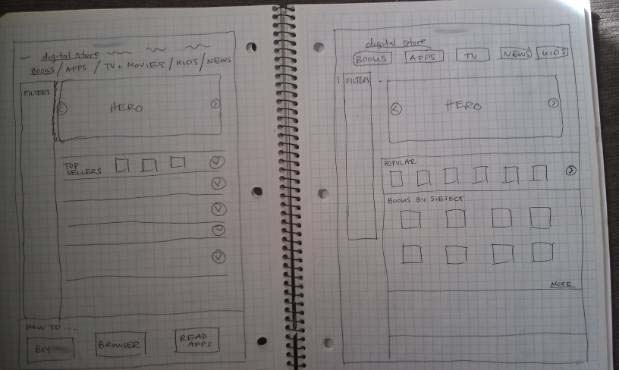 digital store
BOOKS / APPS / TV + MOVIES / KIDS / NEWS
FILTERS
HERO
TOP
SELLERS
HOW TO ...
BUY
BROWSER
READ
APPS
digital store
BOOKS APPS TV NEWS KIDS
FILTERS
HERO
POPULAR
BOOKS BY SUBJECT
MORE